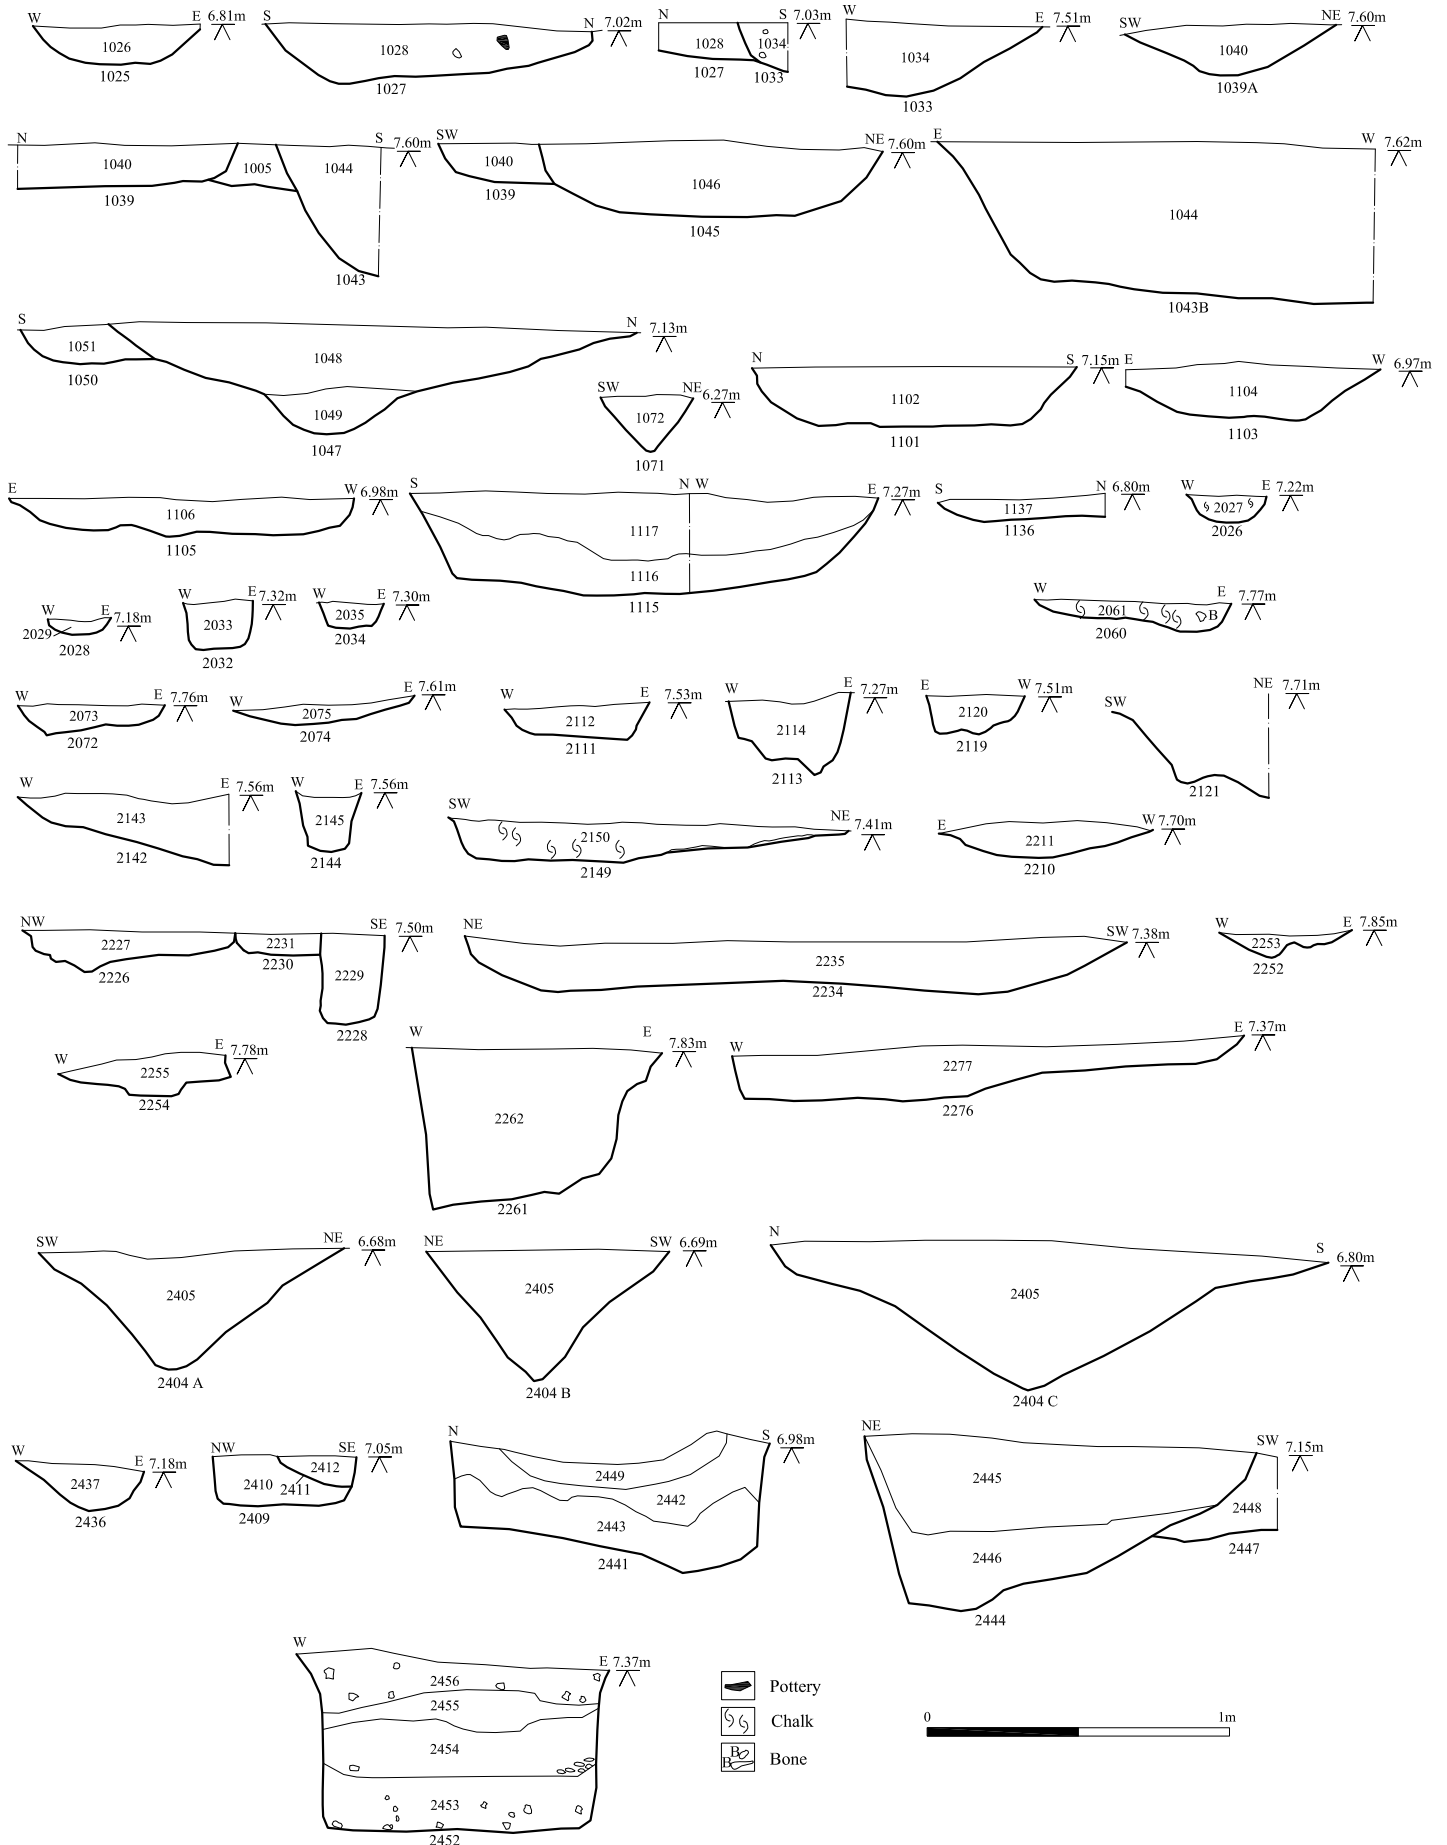 W E 6.81m
1026
1025
S N 7.02m
1028
1027
N S 7.03m
1028 1034
1027 1033
W E 7.51m
1034
1033
SW NE 7.60m
1040
1039A
N S 7.60m
1040 1005 1044
1039
1043
SW NE 7.60m
1040 1046
1039
1045
E W 7.62m
1044
1043B
S N 7.13m
1051 1048
1050
1049
1047
SW NE 6.27m
1072
1071
N S 7.15m
1102
1101
E W 6.97m
1104
1103
E W 6.98m
1106
1105
S N W E 7.27m
1117
1116
1115
S N 6.80m
1137
1136
W E 7.22m
2027
2026
W E 7.18m
2029
2028
W E 7.32m
2033
2032
W E 7.30m
2035
2034
W E 7.77m
2061 B
2060
W E 7.76m
2073
2072
W E 7.61m
2075
2074
W E 7.53m
2112
2111
W E 7.27m
2114
2113
E W 7.51m
2120
2119
SW NE 7.71m
2121
W E 7.56m
2143
2142
W E 7.56m
2145
2144
SW NE 7.41m
2150
2149
E W 7.70m
2211
2210
NW SE 7.50m
2227 2231
2226 2230 2229
2228
NE SW 7.38m
2235
2234
W E 7.85m
2253
2252
W E 7.78m
2255
2254
W E 7.83m
2262
2261
W E 7.37m
2277
2276
SW NE 6.68m
2405
2404 A
NE SW 6.69m
2405
2404 B
N S 6.80m
2405
2404 C
W E 7.18m
2437
2436
NW SE 7.05m
2412
2410 2411
2409
N S 6.98m
2449
2442
2443
2441
NE SW 7.15m
2445
2448
2446
2447
2444
W E 7.37m
2456
2455
2454
2453
2452
Pottery
Chalk
B
B
Bone
0 1m